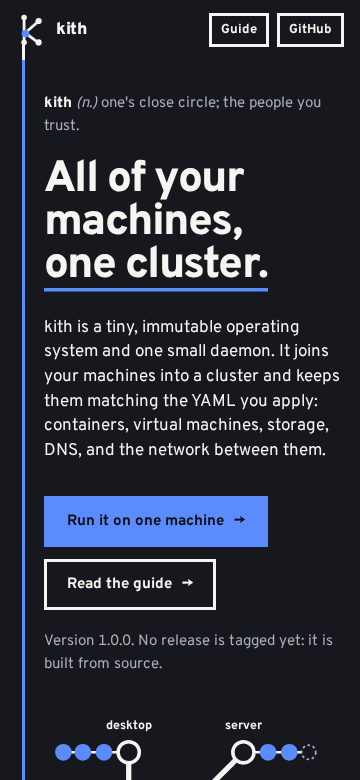 kith
Guide
GitHub
kith (n.) one's close circle; the people you
trust.
All of your
machines,
one cluster.
kith is a tiny, immutable operating
system and one small daemon. It joins
your machines into a cluster and keeps
them matching the YAML you apply:
containers, virtual machines, storage,
DNS, and the network between them.
Run it on one machine →
Read the guide →
Version 1.0.0. No release is tagged yet: it is
built from source.
desktop
server